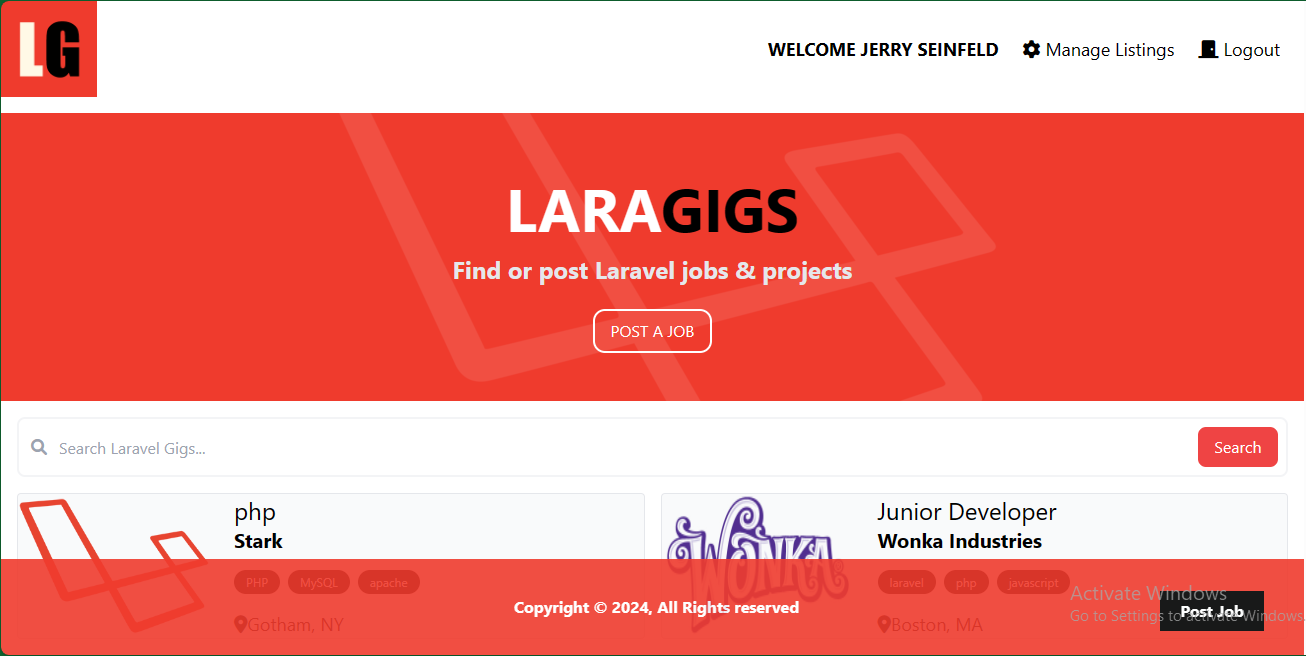 LG
WELCOME JERRY SEINFELD Manage Listings Logout
LARAGIGS
Find or post Laravel jobs & projects
POST A JOB
Search Laravel Gigs... Search
php
Stark
PHP MySQL apache
Gotham, NY
WONKA
Junior Developer
Wonka Industries
laravel php javascript
Boston, MA
Copyright © 2024, All Rights reserved
Post Job
Activate Windows
Go to Settings to activate Windows.